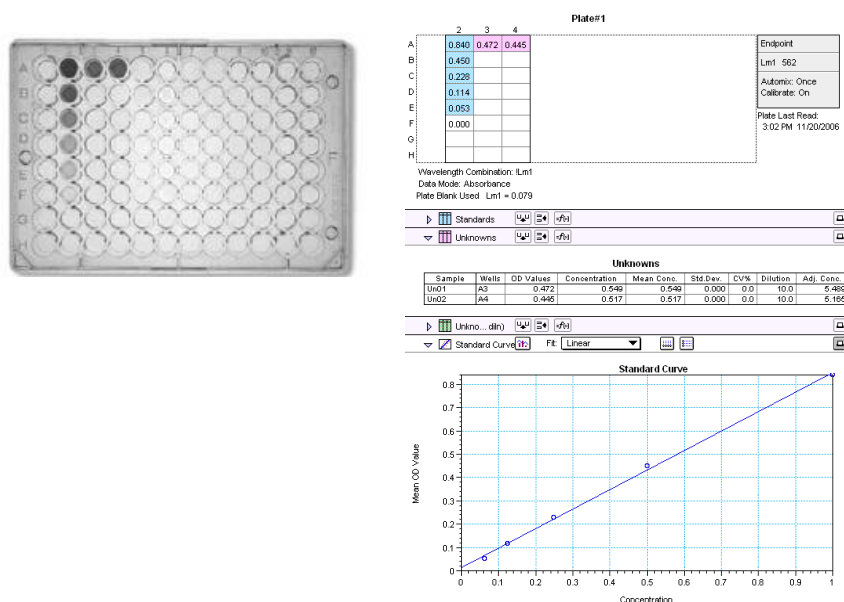 Plate#1
2 3 4
A 0.840 0.472 0.445
B 0.450
C 0.228
D 0.114
E 0.053
F 0.000
G
H
Endpoint
Lm1 562
Automix: Once
Calibrate: On
Plate Last Read:
3:02 PM 11/20/2006
Wavelength Combination: !Lm1
Data Mode: Absorbance
Plate Blank Used Lm1 = 0.079
Standards
Unknowns
Unknowns
Sample Wells OD Values Concentration Mean Conc. Std.Dev. CV% Dilution Adj. Conc.
Un01 A3 0.472 0.549 0.549 0.000 0.0 10.0 5.489
Un02 A4 0.445 0.517 0.517 0.000 0.0 10.0 5.165
Unkno... diln)
Standard Curve Fit: Linear
Standard Curve
Mean OD Value
0.8
0.7
0.6
0.5
0.4
0.3
0.2
0.1
0
0 0.1 0.2 0.3 0.4 0.5 0.6 0.7 0.8 0.9 1
Concentration
A
B
C
D
E
F
G
H